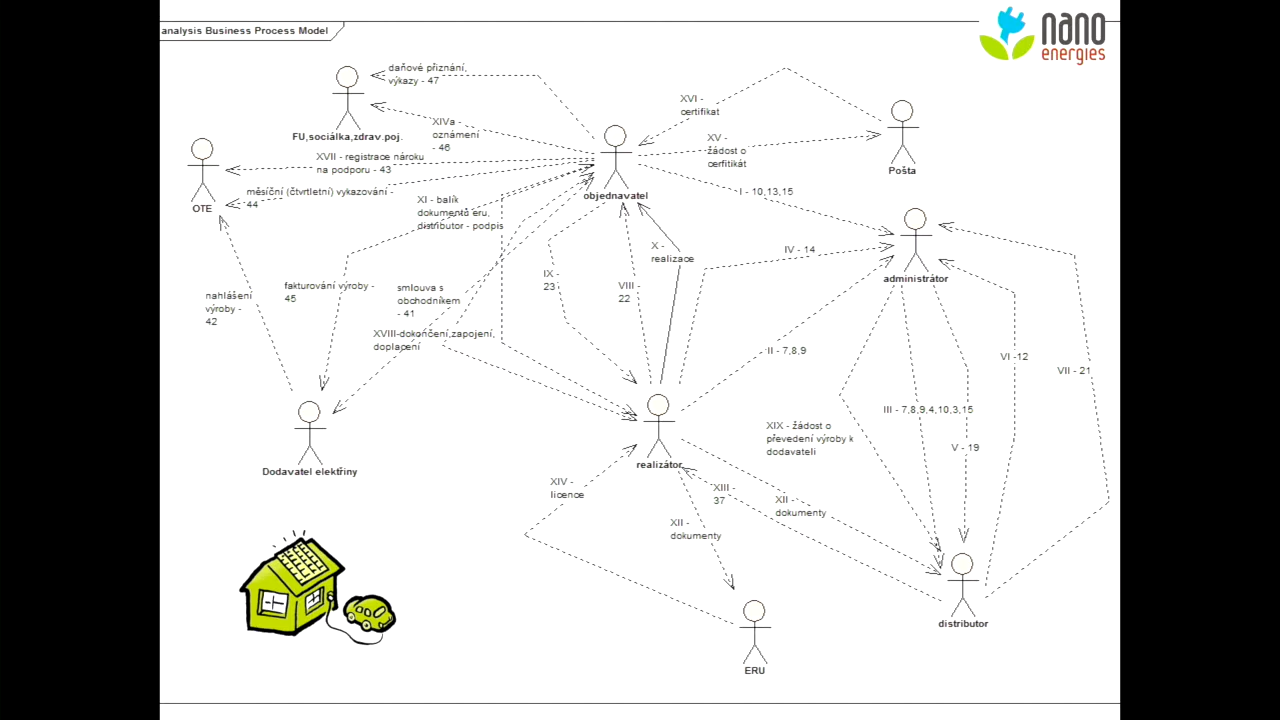 analysis Business Process Model
nano
energies
daňové přiznání,
výkazy - 47
XVI -
certifikat
XIVa -
oznámení
- 46
FU,sociálka,zdrav.poj.
XV -
žádost o
cerfitikát
XVII - registrace nároku
na podporu - 43
Pošta
měsíční (čtvrtletní) vykazování -
44
OTE
objednavatel
I - 10,13,15
XI - balík
dokumentů eru,
distributor - podpis
X -
realizace
IV - 14
administrátor
IX -
23
VIII -
22
fakturování výroby -
45
smlouva s
obchodníkem
- 41
nahlášení
výroby -
42
XVIII-dokončení,zapojení,
doplacení
II - 7,8,9
VI -12
VII - 21
III - 7,8,9,4,10,3,15
XIX - žádost o
převedení výroby k
dodavateli
V - 19
Dodavatel elektřiny
realizátor
XIV -
licence
XIII -
37
XII -
dokumenty
XII -
dokumenty
distributor
ERU